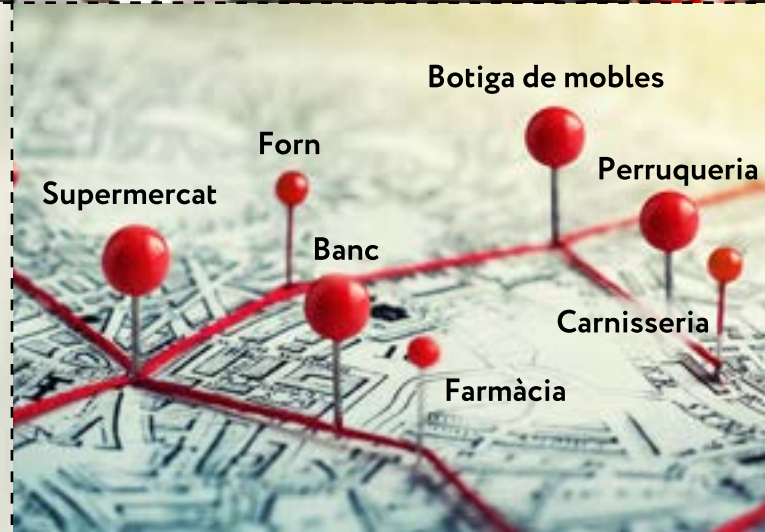 Botiga de mobles
Forn
Perruqueria
Supermercat
Banc
Carnisseria
Farmàcia